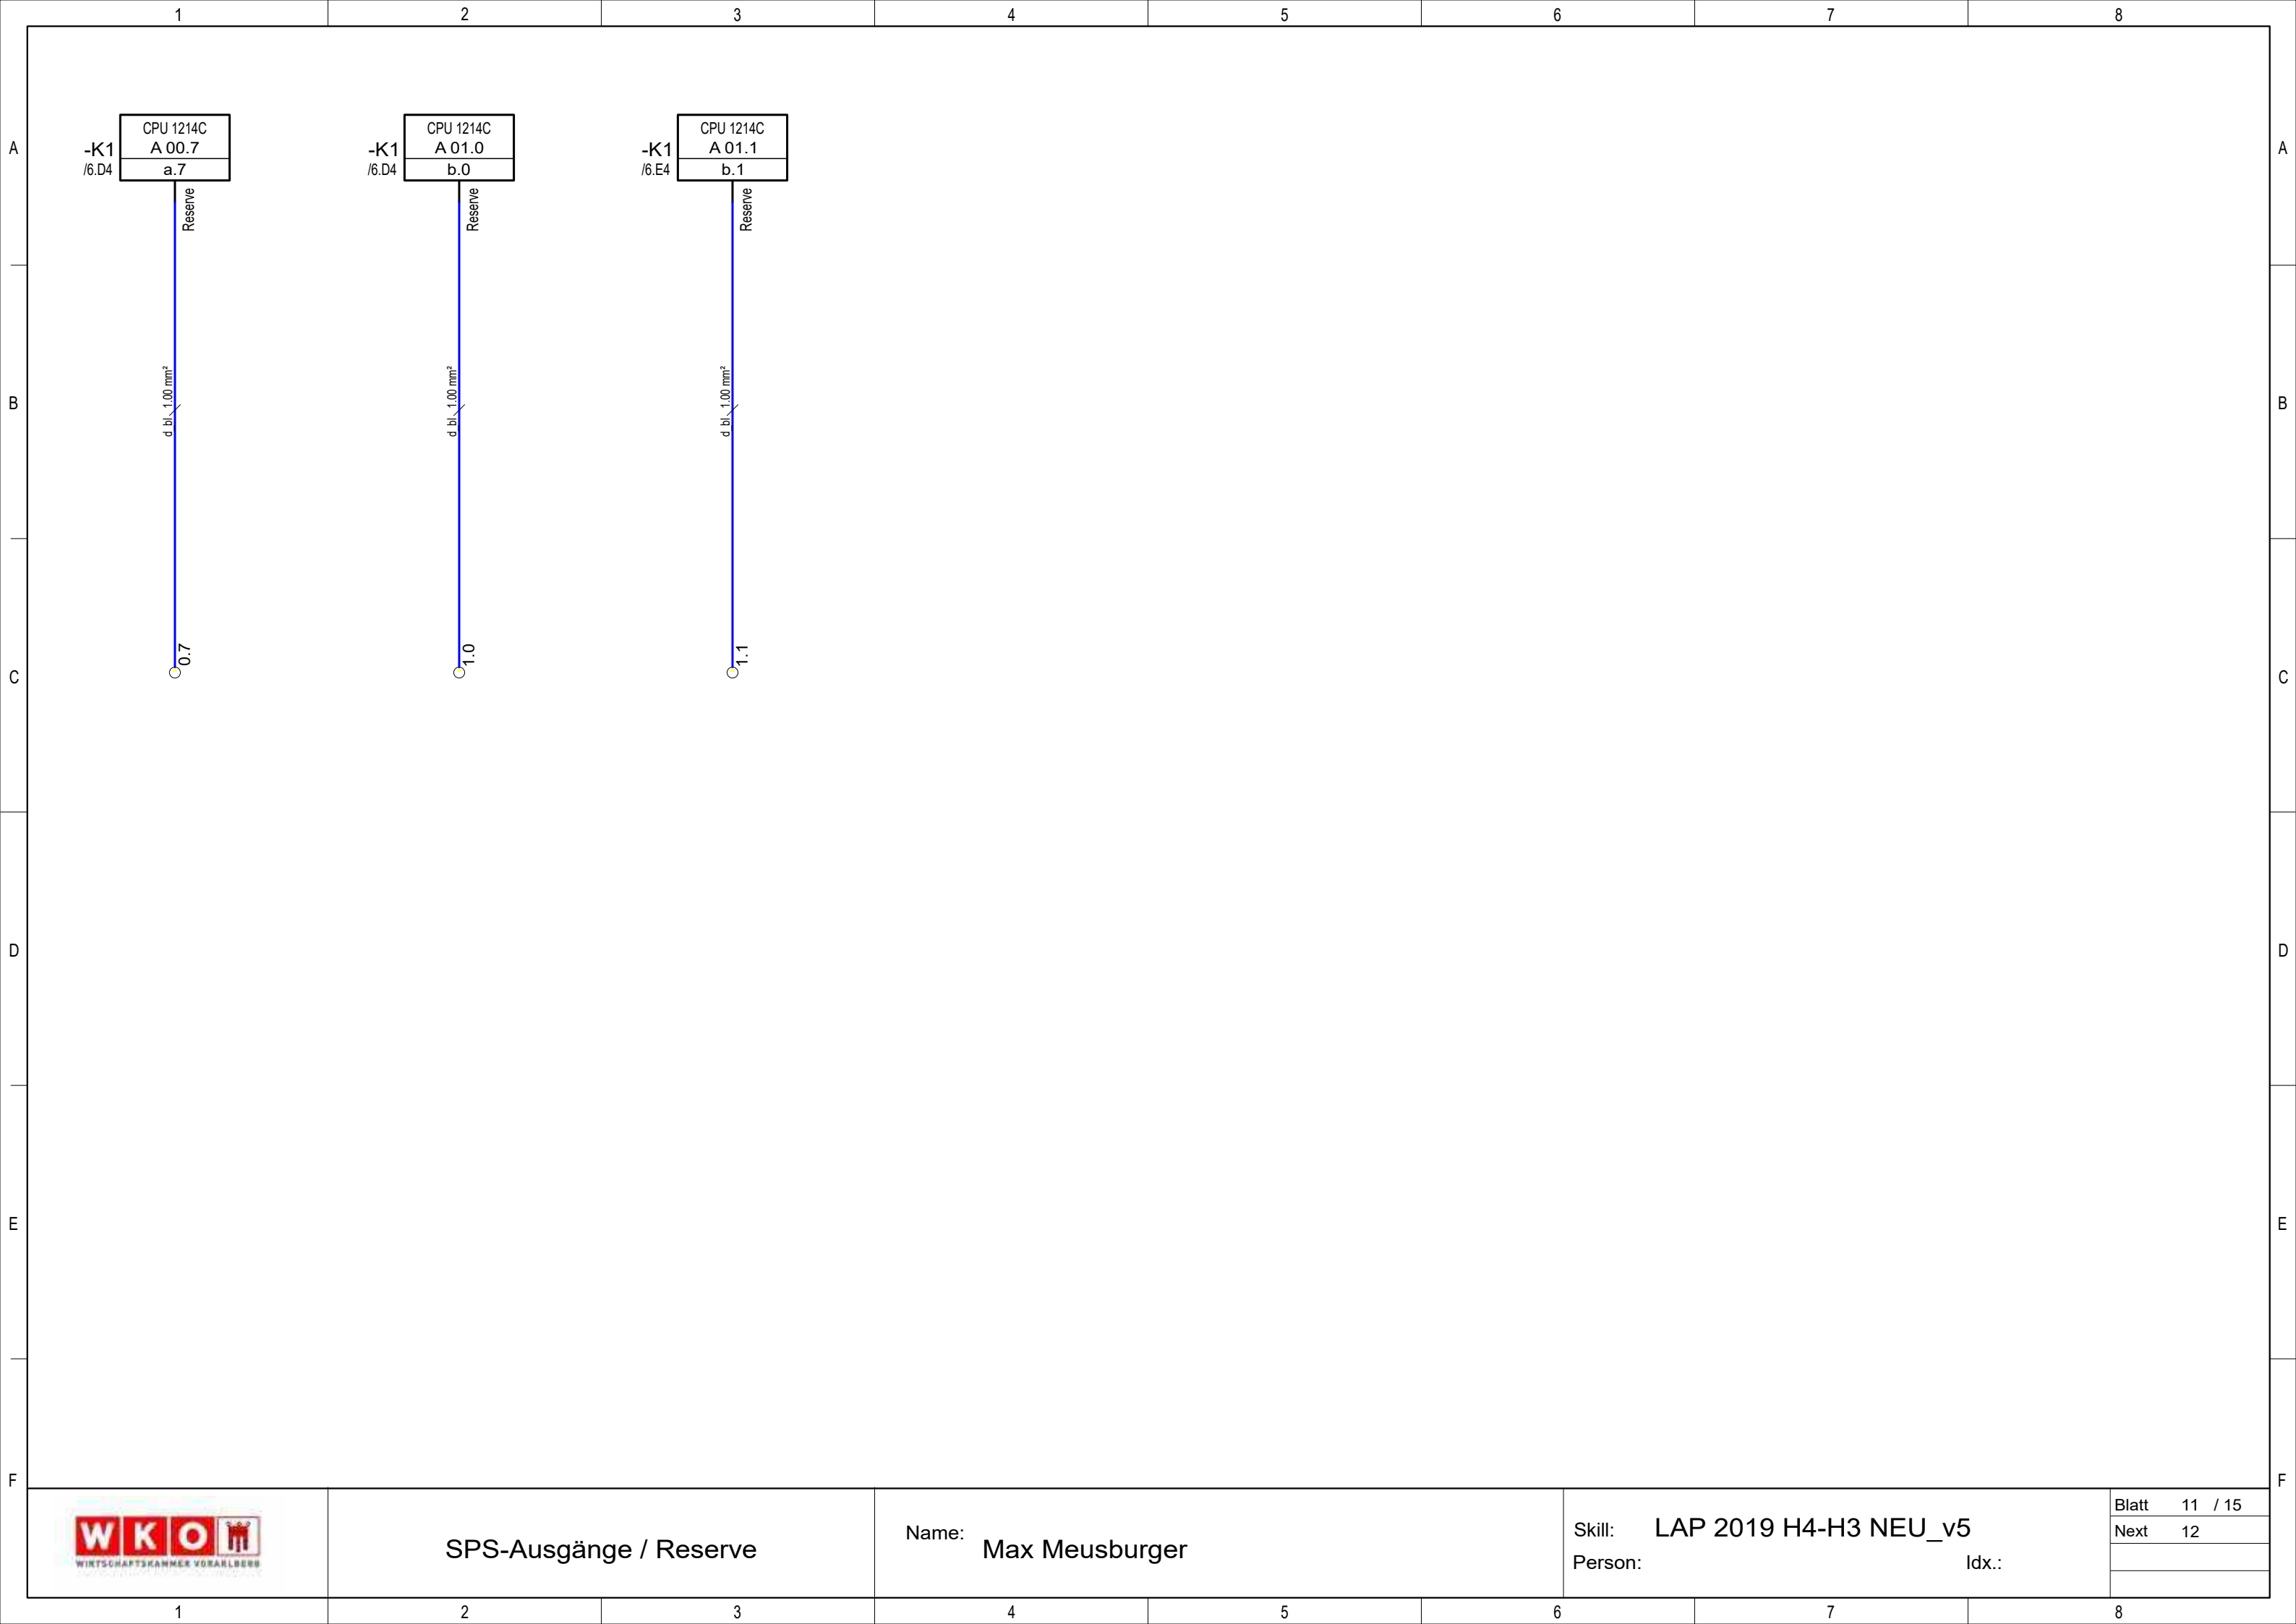 1 2 3 4 5 6 7 8
A A
CPU 1214C CPU 1214C CPU 1214C
-K1 A 00.7 -K1 A 01.0 -K1 A 01.1
/6.D4 a.7 /6.D4 b.0 /6.E4 b.1
Reserve Reserve Reserve
B B
d bl. 1.00 mm² d bl. 1.00 mm² d bl. 1.00 mm²
0.7 1.0 1.1
C C
D D
E E
F F
WKO
WIRTSCHAFTSKAMMER VORARLBERG
SPS-Ausgänge / Reserve
Name: Max Meusburger
Skill: LAP 2019 H4-H3 NEU_v5
Person: Idx.:
Blatt 11 / 15
Next 12
1 2 3 4 5 6 7 8